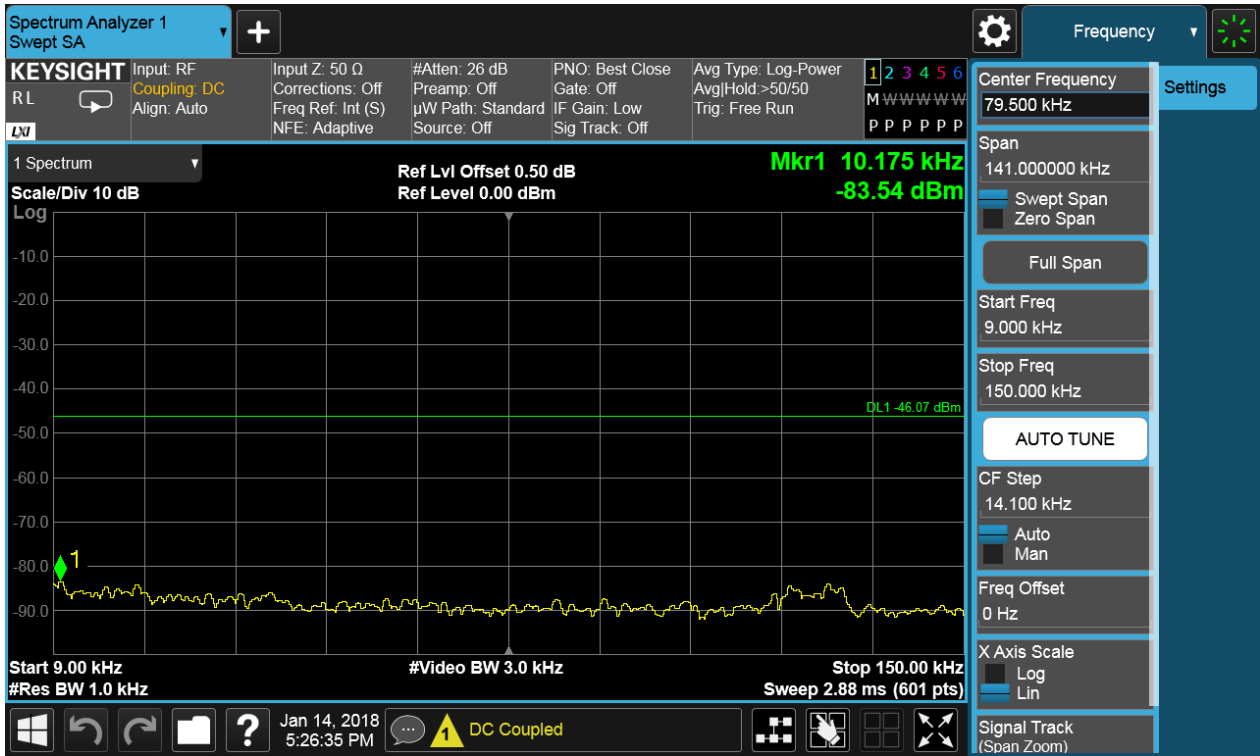 Spectrum Analyzer 1
Swept SA
+
Frequency
KEYSIGHT
RL
LXI
Input: RF
Coupling: DC
Align: Auto
Input Z: 50 Ω
Corrections: Off
Freq Ref: Int (S)
NFE: Adaptive
#Atten: 26 dB
Preamp: Off
µW Path: Standard
Source: Off
PNO: Best Close
Gate: Off
IF Gain: Low
Sig Track: Off
Avg Type: Log-Power
Avg|Hold:>50/50
Trig: Free Run
1 2 3 4 5 6
M W W W W W
P P P P P P
Settings
Center Frequency
79.500 kHz
Span
141.000000 kHz
Swept Span
Zero Span
Full Span
Start Freq
9.000 kHz
Stop Freq
150.000 kHz
AUTO TUNE
CF Step
14.100 kHz
Auto
Man
Freq Offset
0 Hz
X Axis Scale
Log
Lin
Signal Track
(Span Zoom)
1 Spectrum
Scale/Div 10 dB
Ref Lvl Offset 0.50 dB
Ref Level 0.00 dBm
Mkr1 10.175 kHz
-83.54 dBm
Log
-10.0
-20.0
-30.0
-40.0
DL1 -46.07 dBm
-50.0
-60.0
-70.0
-80.0
1
-90.0
Start 9.00 kHz
#Video BW 3.0 kHz
Stop 150.00 kHz
#Res BW 1.0 kHz
Sweep 2.88 ms (601 pts)
?
Jan 14, 2018
5:26:35 PM
1
DC Coupled